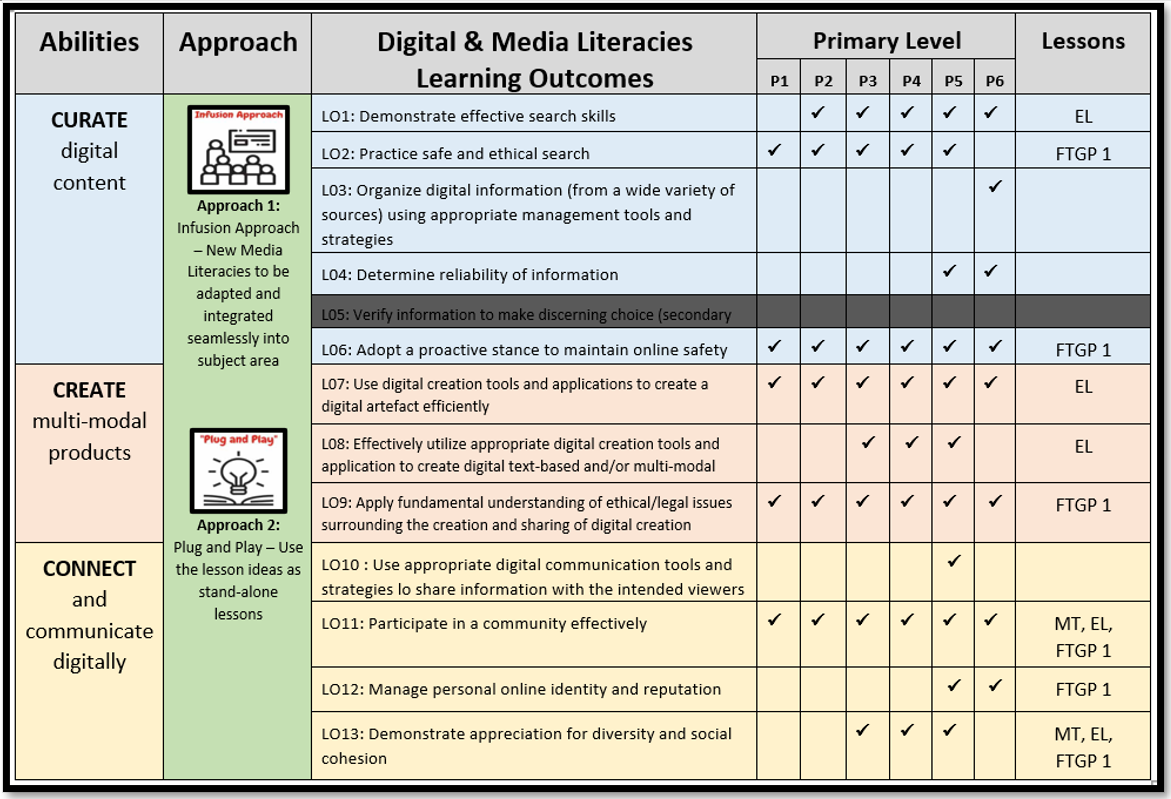 Abilities
Approach
Digital & Media Literacies
Learning Outcomes
Primary Level
Lessons
P1 P2 P3 P4 P5 P6
CURATE
digital
content
Infusion Approach
Approach 1:
Infusion Approach
– New Media
Literacies to be
adapted and
integrated
seamlessly into
subject area
"Plug and Play"
Approach 2:
Plug and Play – Use
the lesson ideas as
stand-alone
lessons
LO1: Demonstrate effective search skills
✓ ✓ ✓ ✓ ✓
EL
LO2: Practice safe and ethical search
✓ ✓ ✓ ✓ ✓
FTGP 1
L03: Organize digital information (from a wide variety of
sources) using appropriate management tools and
strategies
✓
L04: Determine reliability of information
✓ ✓
L05: Verify information to make discerning choice (secondary
L06: Adopt a proactive stance to maintain online safety
✓ ✓ ✓ ✓ ✓ ✓
FTGP 1
CREATE
multi-modal
products
L07: Use digital creation tools and applications to create a
digital artefact efficiently
✓ ✓ ✓ ✓ ✓ ✓
EL
L08: Effectively utilize appropriate digital creation tools and
application to create digital text-based and/or multi-modal
✓ ✓ ✓
EL
LO9: Apply fundamental understanding of ethical/legal issues
surrounding the creation and sharing of digital creation
✓ ✓ ✓ ✓ ✓ ✓
FTGP 1
CONNECT
and
communicate
digitally
LO10 : Use appropriate digital communication tools and
strategies lo share information with the intended viewers
✓
LO11: Participate in a community effectively
✓ ✓ ✓ ✓ ✓ ✓
MT, EL,
FTGP 1
LO12: Manage personal online identity and reputation
✓ ✓
FTGP 1
LO13: Demonstrate appreciation for diversity and social
cohesion
✓ ✓ ✓
MT, EL,
FTGP 1